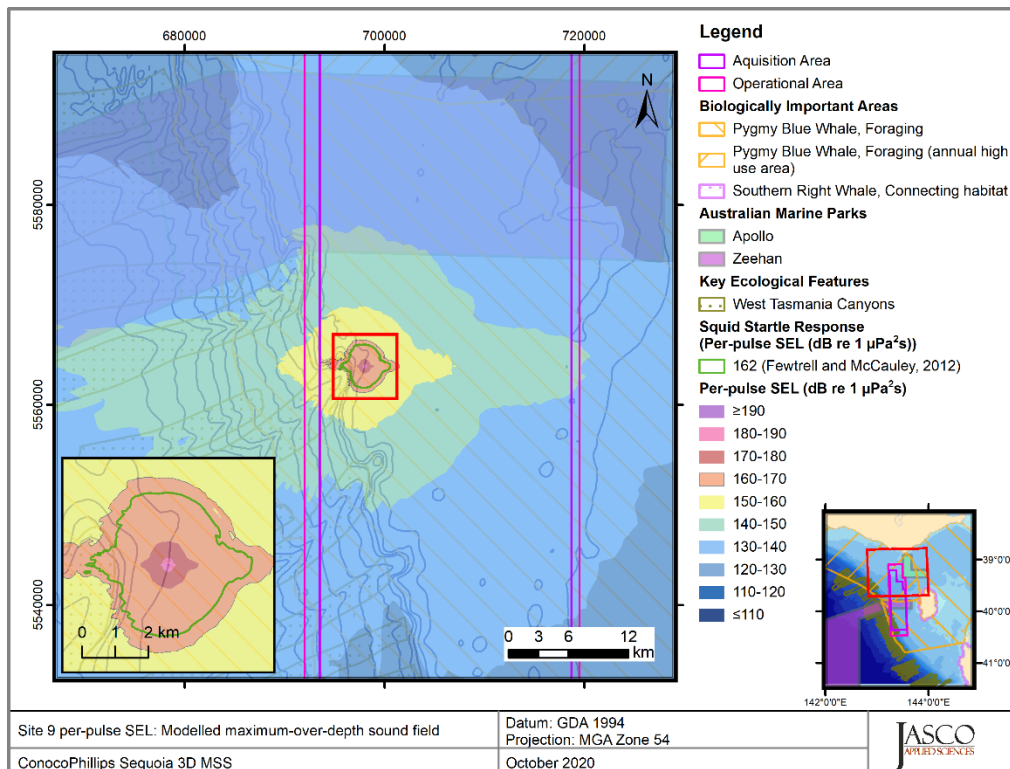 680000
700000
720000
5580000
5560000
5540000
N
0 1 2 km
0 3 6 12
km
Legend
Aquisition Area
Operational Area
Biologically Important Areas
Pygmy Blue Whale, Foraging
Pygmy Blue Whale, Foraging (annual high
use area)
Southern Right Whale, Connecting habitat
Australian Marine Parks
Apollo
Zeehan
Key Ecological Features
West Tasmania Canyons
Squid Startle Response
(Per-pulse SEL (dB re 1 µPa²s))
162 (Fewtrell and McCauley, 2012)
Per-pulse SEL (dB re 1 µPa²s)
≥190
180-190
170-180
160-170
150-160
140-150
130-140
120-130
110-120
≤110
39°0'0"
40°0'0"
41°0'0"
142°0'0"E
144°0'0"E
Site 9 per-pulse SEL: Modelled maximum-over-depth sound field
Datum: GDA 1994
Projection: MGA Zone 54
ConocoPhillips Sequoia 3D MSS
October 2020
JASCO
APPLIED SCIENCES